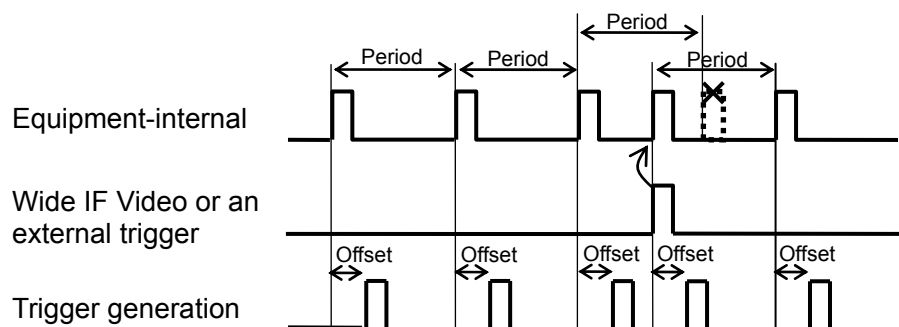 Period
Period
Period
Period
Equipment-internal
Wide IF Video or an
external trigger
Offset
Offset
Offset
Offset
Offset
Trigger generation